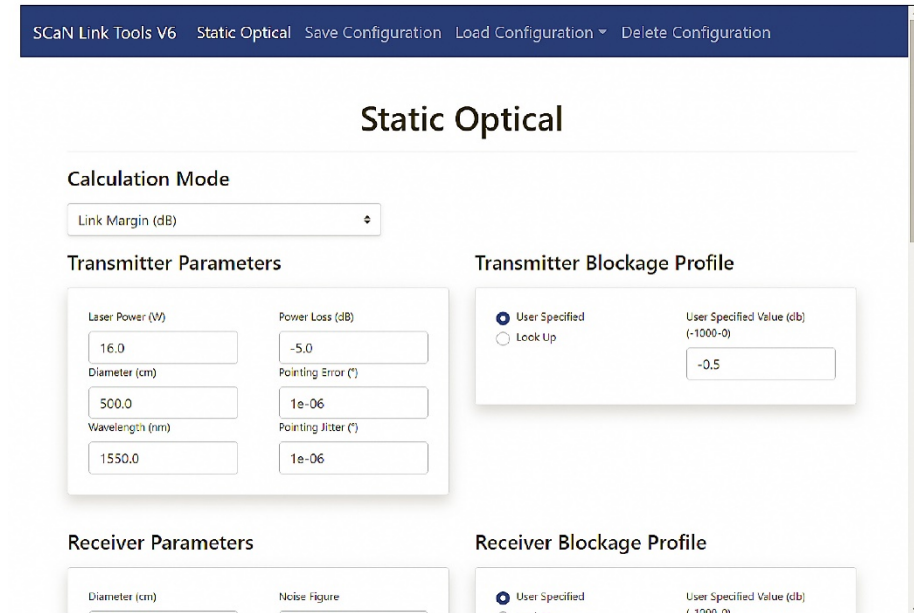 SCaN Link Tools V6 Static Optical Save Configuration Load Configuration Delete Configuration
Static Optical
Calculation Mode
Link Margin (dB)
Transmitter Parameters
Laser Power (W) Power Loss (dB)
16.0 -5.0
Diameter (cm) Pointing Error (°)
500.0 1e-06
Wavelength (nm) Pointing Jitter (°)
1550.0 1e-06
Transmitter Blockage Profile
User Specified User Specified Value (db)
Look Up (-1000-0)
-0.5
Receiver Parameters
Diameter (cm) Noise Figure
Receiver Blockage Profile
User Specified User Specified Value (db)
(-1000-0)